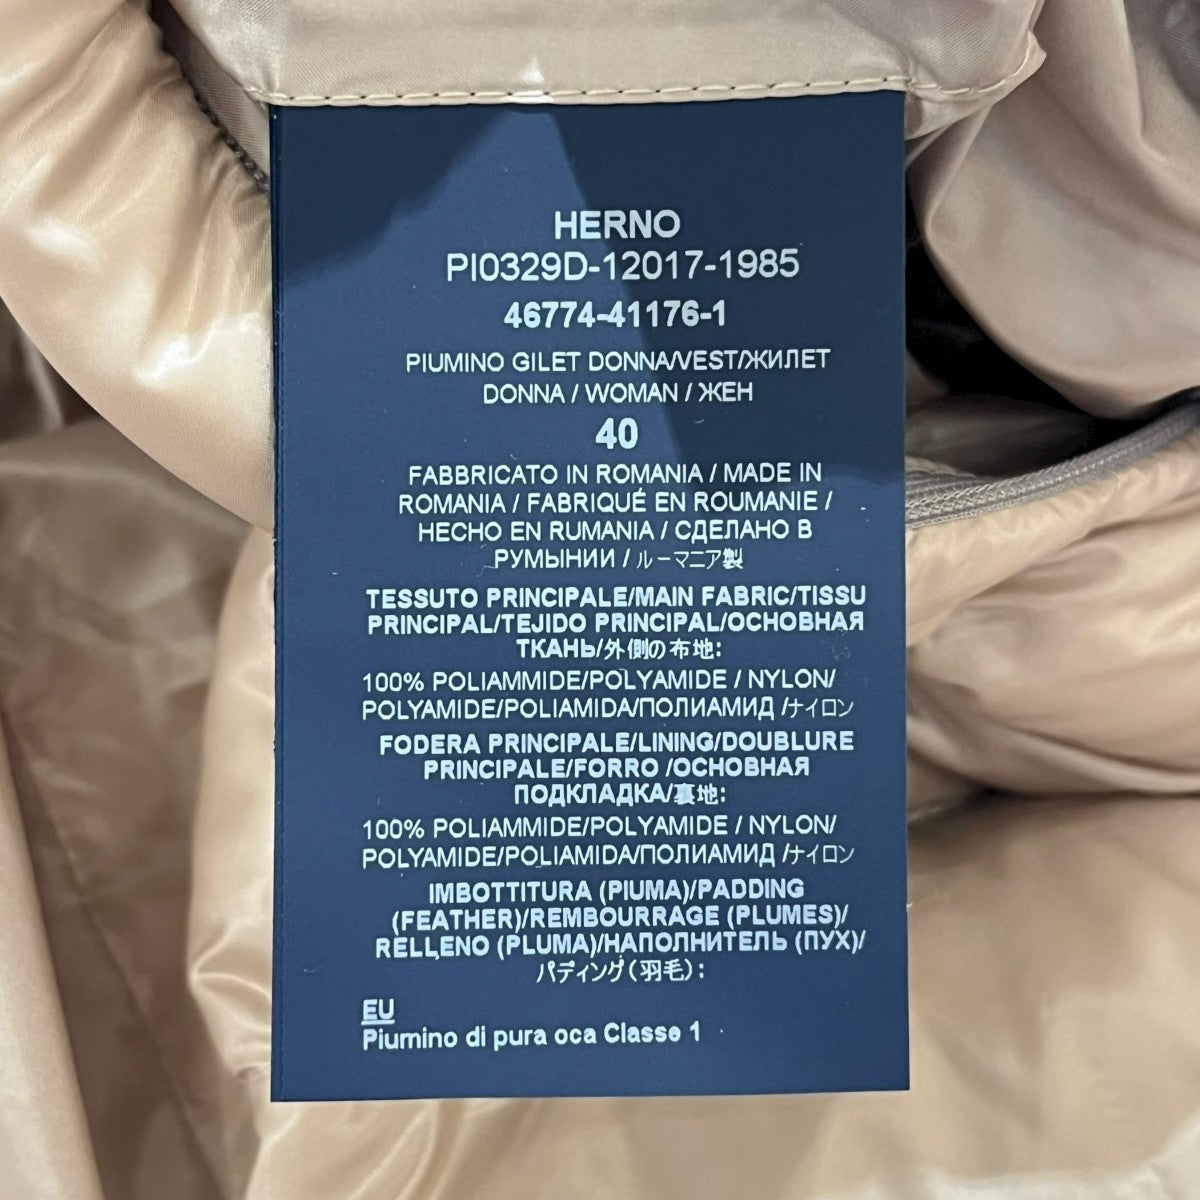 HERNO
PI0329D-12017-1985
46774-41176-1
PIUMINO GILET DONNA/VEST/ЖИЛЕТ
DONNA / WOMAN / ЖЕН
40
FABBRICATO IN ROMANIA / MADE IN
ROMANIA / FABRIQUÉ EN ROUMANIE /
HECHO EN RUMANIA / СДЕЛАНО В
РУМЫНИИ / ルーマニア製
TESSUTO PRINCIPALE/MAIN FABRIC/TISSU
PRINCIPAL/TEJIDO PRINCIPAL/ОСНОВНАЯ
ТКАНЬ/外側の布地:
100% POLIAMMIDE/POLYAMIDE / NYLON/
POLYAMIDE/POLIAMIDA/ПОЛИАМИД /ナイロン
FODERA PRINCIPALE/LINING/DOUBLURE
PRINCIPALE/FORRO /ОСНОВНАЯ
ПОДКЛАДКА/裏地:
100% POLIAMMIDE/POLYAMIDE / NYLON/
POLYAMIDE/POLIAMIDA/ПОЛИАМИД /ナイロン
IMBOTTITURA (PIUMA)/PADDING
(FEATHER)/REMBOURRAGE (PLUMES)/
RELLENO (PLUMA)/НАПОЛНИТЕЛЬ (ПУХ)/
パディング(羽毛):
EU
Piumino di pura oca Classe 1